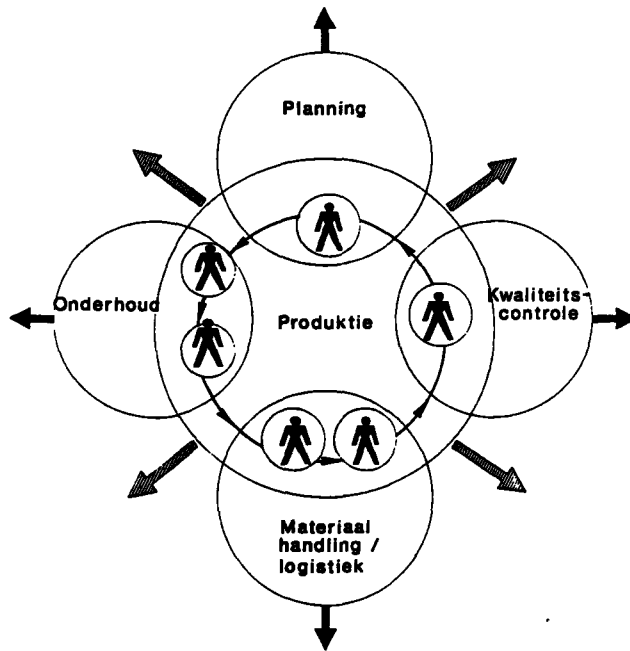 Planning
Onderhoud
Produktie
Kwaliteits-
controle
Materiaal
handling /
logistiek